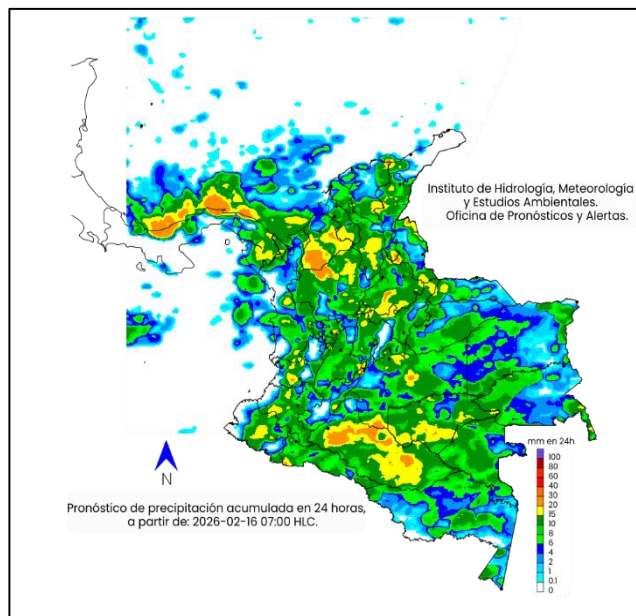 Instituto de Hidrología, Meteorología
y Estudios Ambientales.
Oficina de Pronósticos y Alertas.
mm en 24h
100
80
60
40
30
20
15
10
8
6
4
2
1
0.1
0
N
Pronóstico de precipitación acumulada en 24 horas,
a partir de: 2026-02-16 07:00 HLC.